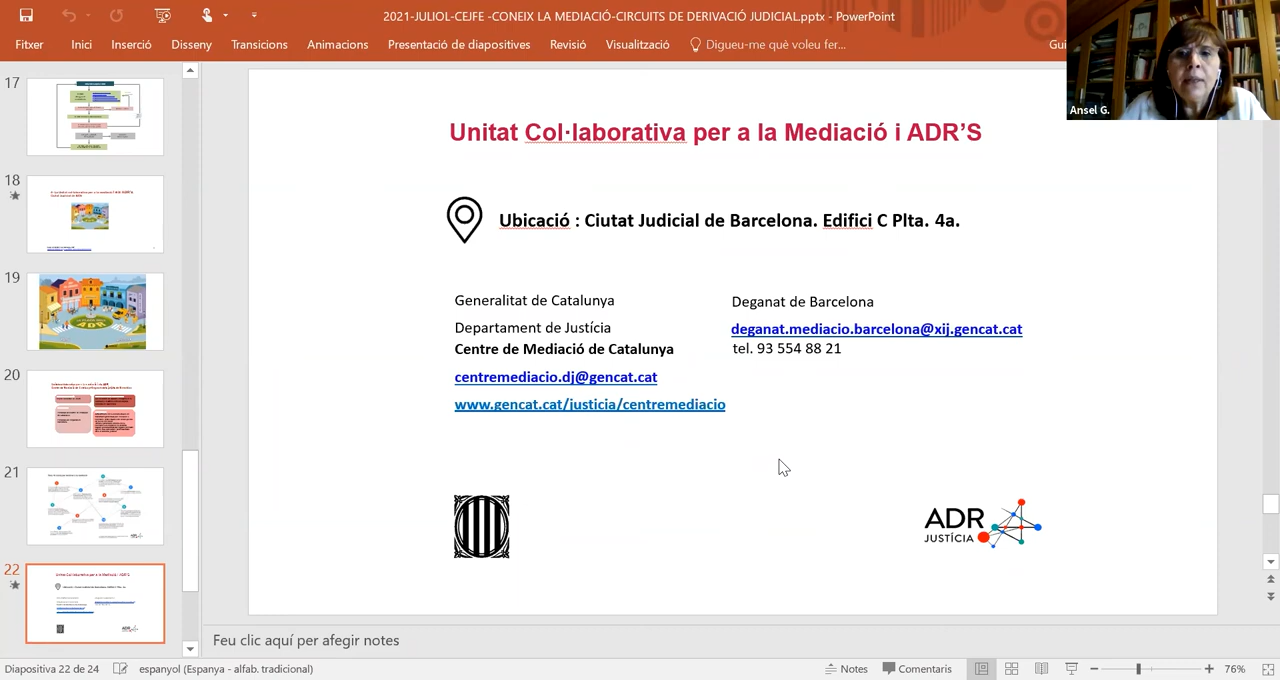 2021-JULIOL-CEJFE -CONEIX LA MEDIACIÓ-CIRCUITS DE DERIVACIÓ JUDICIAL.pptx - PowerPoint
Fitxer Inici Inserció Disseny Transicions Animacions Presentació de diapositives Revisió Visualització Digueu-me què voleu fer... Gui
Ansel G.
17
18
19
ADR
20
21
22
Unitat Col·laborativa per a la Mediació i ADR'S
Ubicació : Ciutat Judicial de Barcelona. Edifici C Plta. 4a.
Generalitat de Catalunya
Departament de Justícia
Centre de Mediació de Catalunya
centremediacio.dj@gencat.cat
www.gencat.cat/justicia/centremediacio
Deganat de Barcelona
deganat.mediacio.barcelona@xij.gencat.cat
tel. 93 554 88 21
ADR
JUSTÍCIA
Feu clic aquí per afegir notes
Diapositiva 22 de 24 espanyol (Espanya - alfab. tradicional) Notes Comentaris 76%